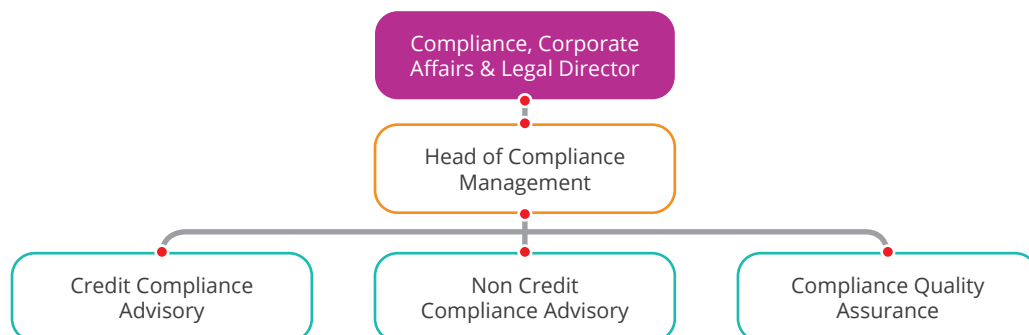 Compliance, Corporate
Affairs & Legal Director
Head of Compliance
Management
Credit Compliance
Advisory
Non Credit
Compliance Advisory
Compliance Quality
Assurance